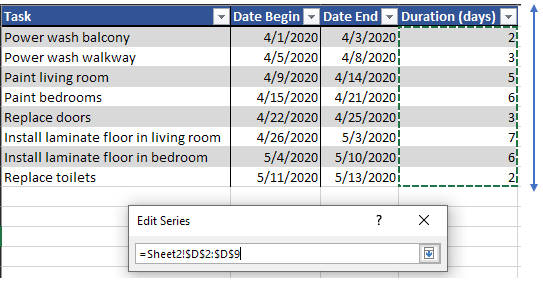 Task Date Begin Date End Duration (days)
Power wash balcony 4/1/2020 4/3/2020 2
Power wash walkway 4/5/2020 4/8/2020 3
Paint living room 4/9/2020 4/14/2020 5
Paint bedrooms 4/15/2020 4/21/2020 6
Replace doors 4/22/2020 4/25/2020 3
Install laminate floor in living room 4/26/2020 5/3/2020 7
Install laminate floor in bedroom 5/4/2020 5/10/2020 6
Replace toilets 5/11/2020 5/13/2020 2
Edit Series ? ×
=Sheet2!$D$2:$D$9